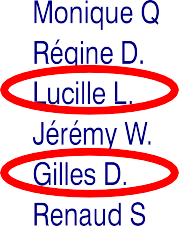 Monique Q
Régine D.
Lucille L.
Jérémy W.
Gilles D.
Renaud S